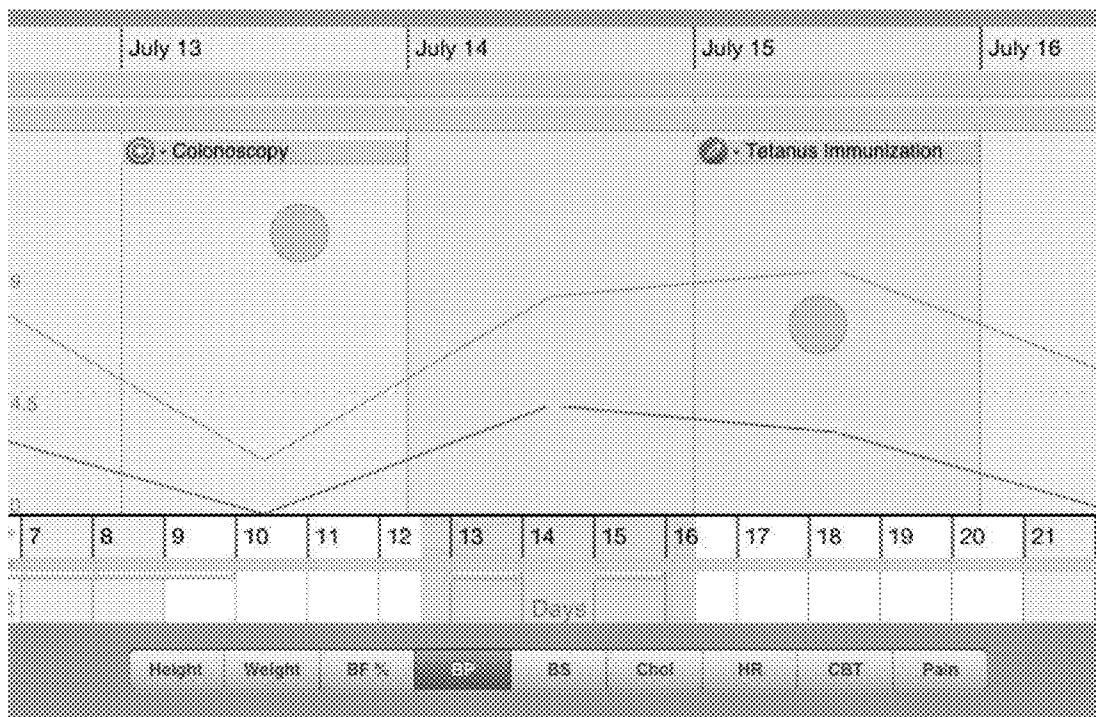 July 13 July 14 July 15 July 16
- Colonoscopy - Tetanus Immunization
9
4.5
0
7 8 9 10 11 12 13 14 15 16 17 18 19 20 21
Days
Height Weight BF % BP BS Chol HR CBT Pain